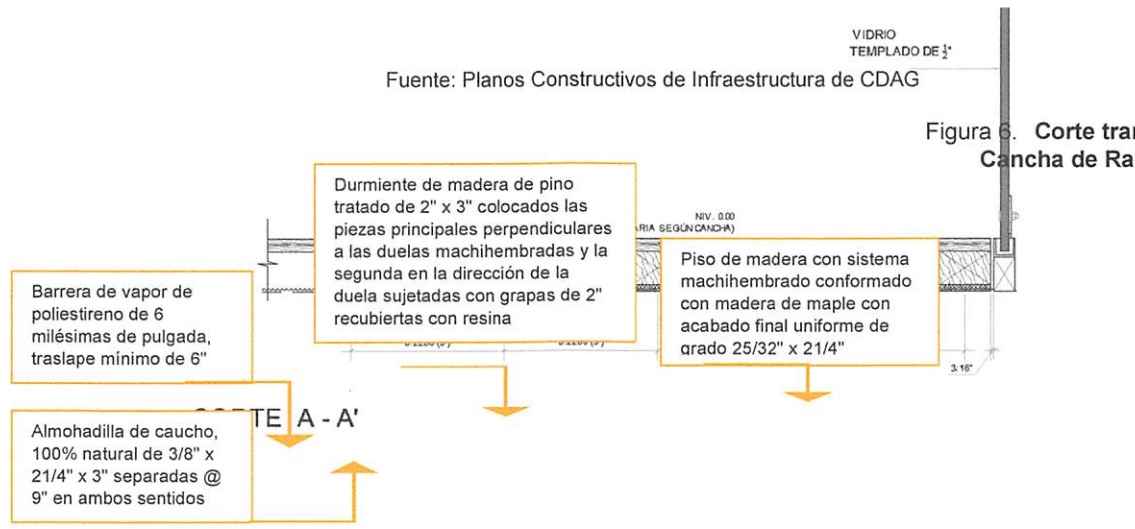 VIDRIO
TEMPLADO DE ½"
Fuente: Planos Constructivos de Infraestructura de CDAG
Figura 6. Corte
Cancha de
Durmiente de madera de pino
tratado de 2" x 3" colocados las
piezas principales perpendiculares
a las duelas machihembradas y la
segunda en la dirección de la
duela sujetadas con grapas de 2"
recubiertas con resina
NIV. 0.00
SEGÚN CANCHA)
Piso de madera con sistema
machihembrado conformado
con madera de maple con
acabado final uniforme de
grado 25/32" x 21/4"
Barrera de vapor de
poliestireno de 6
milésimas de pulgada,
traslape mínimo de 6"
3/16"
A - A'
Almohadilla de caucho,
100% natural de 3/8" x
21/4" x 3" separadas @
9" en ambos sentidos